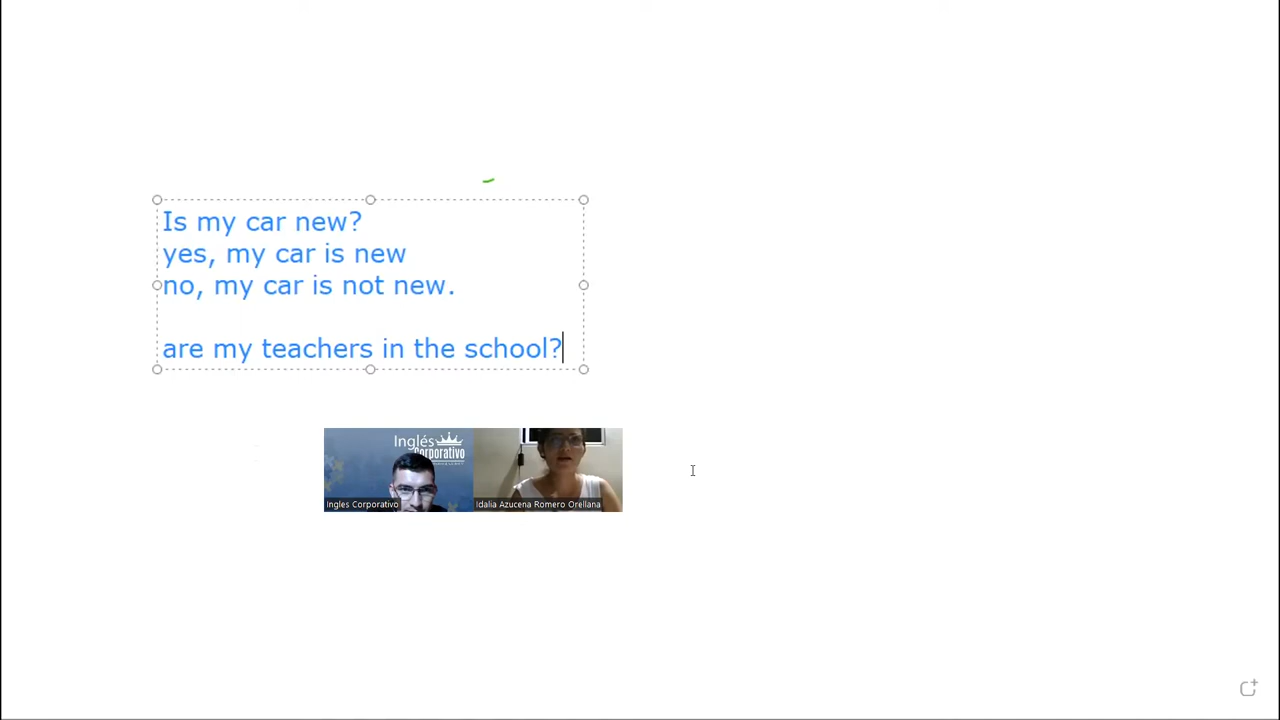 Is my car new?
yes, my car is new
no, my car is not new.
are my teachers in the school?
Inglés
Corporativo
Ingles Corporativo
Idalia Azucena Romero Orellana